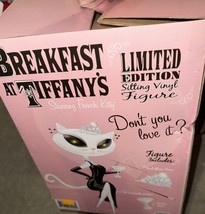 BREAKFAST
AT TIFFANY'S
Starring French Kitty
LIMITED
EDITION
Sitting Vinyl
Figure
Don't you
love it?
Figure
Includes: